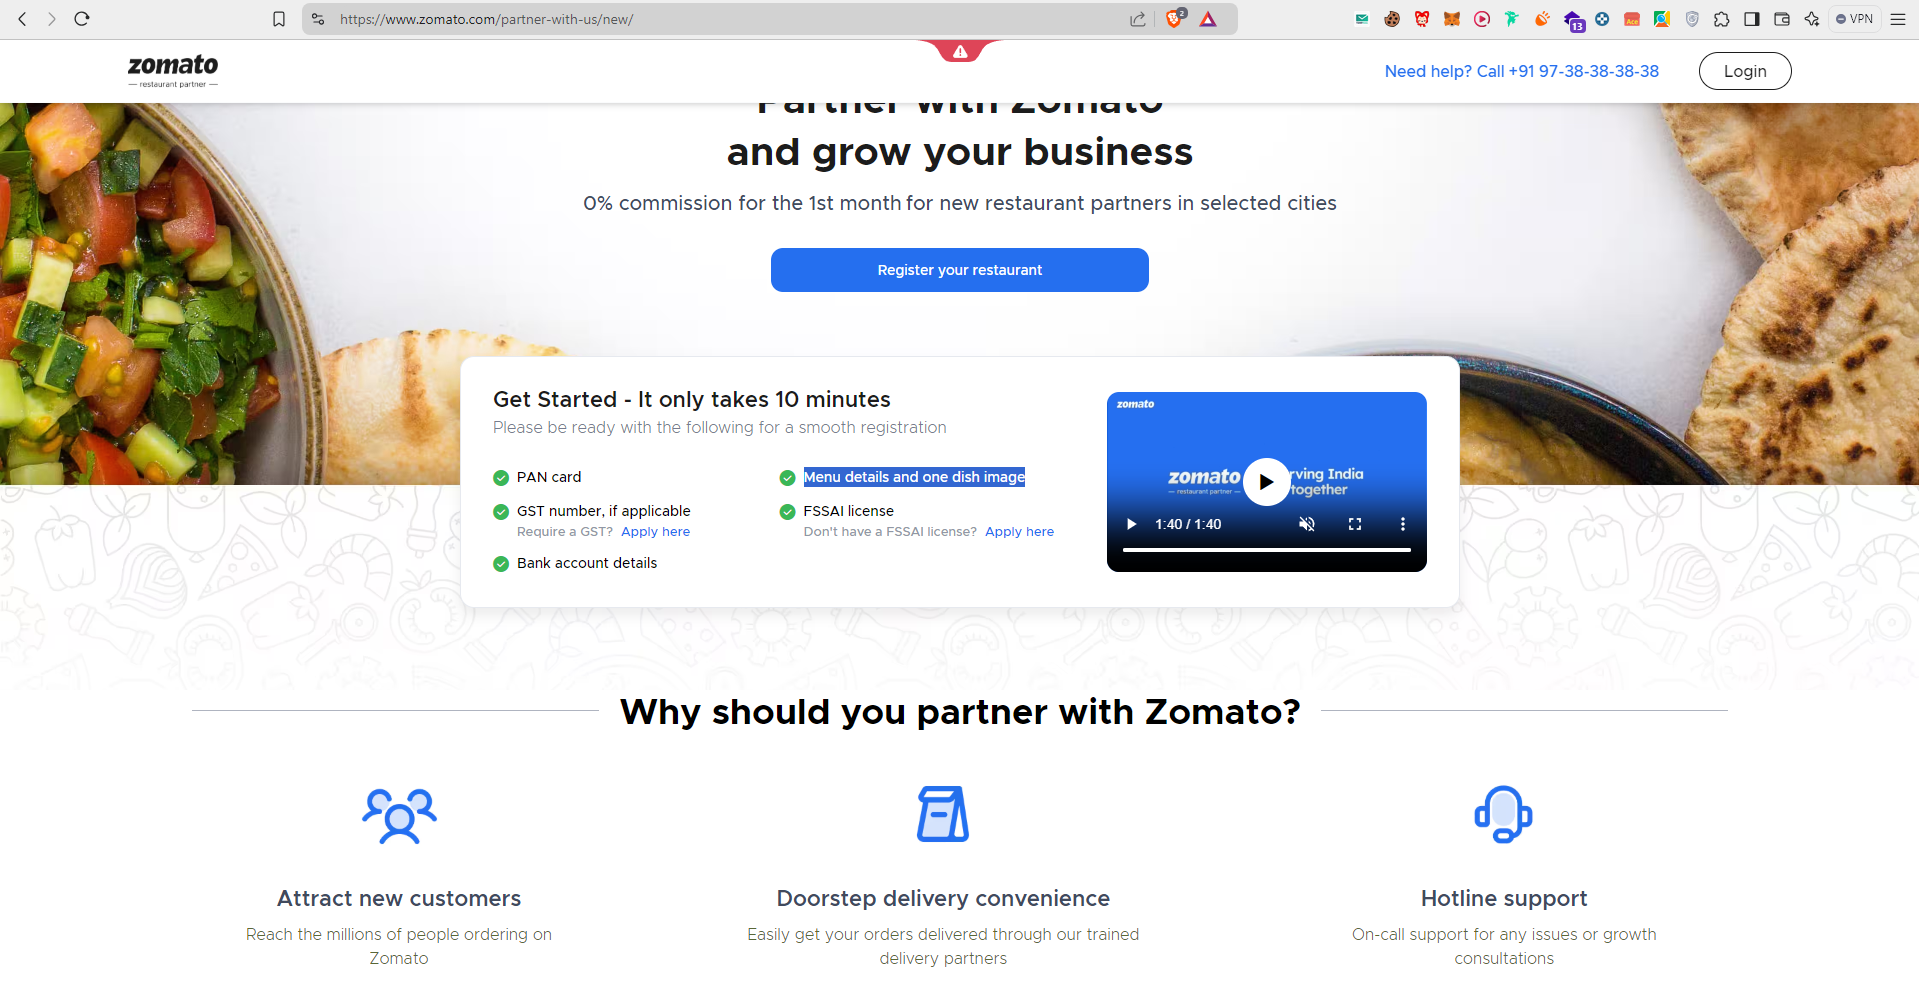 https://www.zomato.com/partner-with-us/new/
2
13
Ace
VPN
zomato
— restaurant partner —
Need help? Call +91 97-38-38-38-38
Login
Partner with Zomato
and grow your business
0% commission for the 1st month for new restaurant partners in selected cities
Register your restaurant
Get Started - It only takes 10 minutes
Please be ready with the following for a smooth registration
PAN card
Menu details and one dish image
GST number, if applicable
Require a GST? Apply here
FSSAI license
Don't have a FSSAI license? Apply here
Bank account details
zomato
zomato
— restaurant partner —
rving India
together
1:40 / 1:40
Why should you partner with Zomato?
Attract new customers
Reach the millions of people ordering on
Zomato
Doorstep delivery convenience
Easily get your orders delivered through our trained
delivery partners
Hotline support
On-call support for any issues or growth
consultations